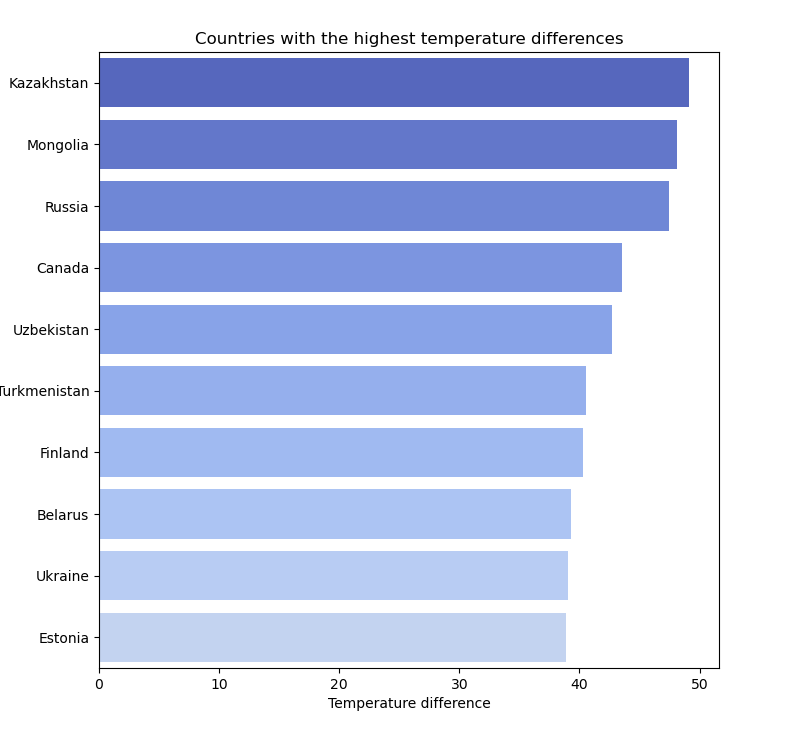 Countries with the highest temperature differences
Kazakhstan
Mongolia
Russia
Canada
Uzbekistan
Turkmenistan
Finland
Belarus
Ukraine
Estonia
0 10 20 30 40 50
Temperature difference